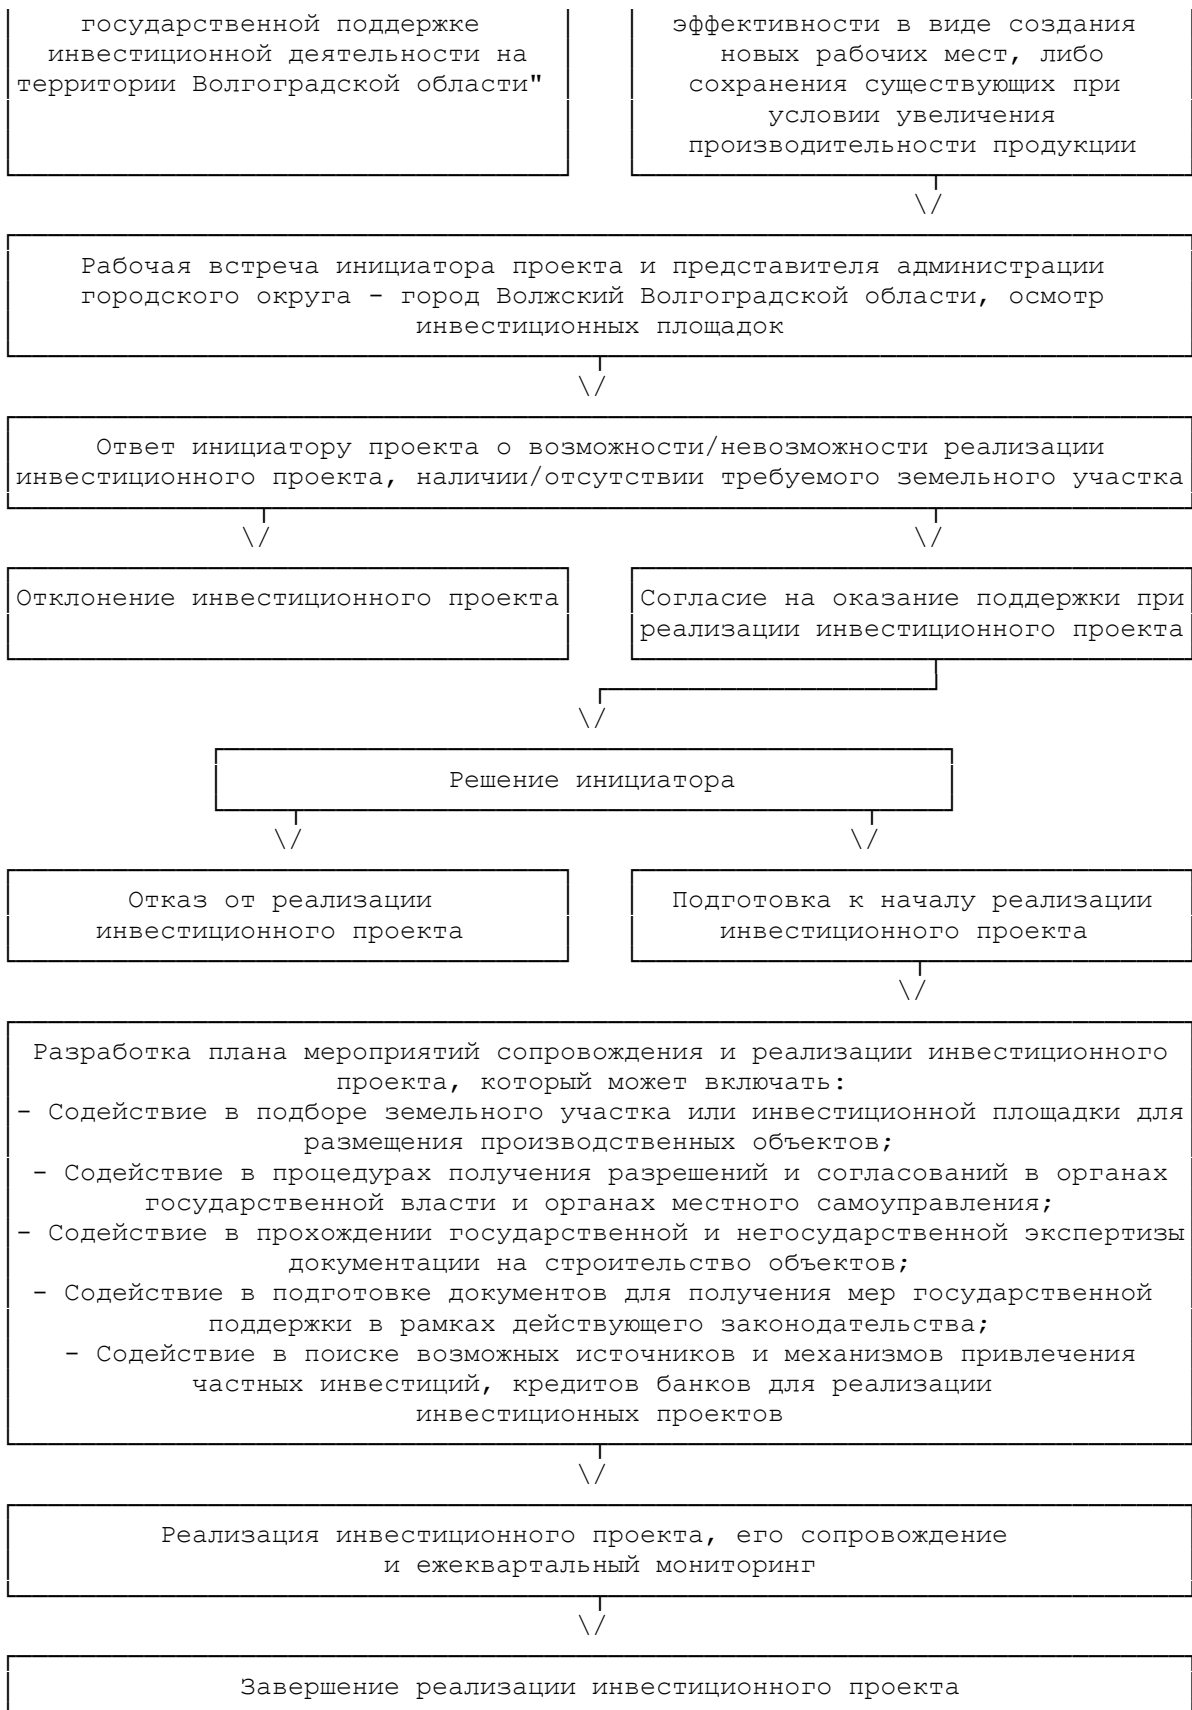 государственной поддержке
инвестиционной деятельности на
территории Волгоградской области"
эффективности в виде создания
новых рабочих мест, либо
сохранения существующих при
условии увеличения
производительности продукции
\/
Рабочая встреча инициатора проекта и представителя администрации
городского округа - город Волжский Волгоградской области, осмотр
инвестиционных площадок
\/
Ответ инициатору проекта о возможности/невозможности реализации
инвестиционного проекта, наличии/отсутствии требуемого земельного участка
\/ \/
Отклонение инвестиционного проекта
Согласие на оказание поддержки при
реализации инвестиционного проекта
\/
Решение инициатора
\/ \/
Отказ от реализации
инвестиционного проекта
Подготовка к началу реализации
инвестиционного проекта
\/
Разработка плана мероприятий сопровождения и реализации инвестиционного
проекта, который может включать:
- Содействие в подборе земельного участка или инвестиционной площадки для
размещения производственных объектов;
- Содействие в процедурах получения разрешений и согласований в органах
государственной власти и органах местного самоуправления;
- Содействие в прохождении государственной и негосударственной экспертизы
документации на строительство объектов;
- Содействие в подготовке документов для получения мер государственной
поддержки в рамках действующего законодательства;
- Содействие в поиске возможных источников и механизмов привлечения
частных инвестиций, кредитов банков для реализации
инвестиционных проектов
\/
Реализация инвестиционного проекта, его сопровождение
и ежеквартальный мониторинг
\/
Завершение реализации инвестиционного проекта